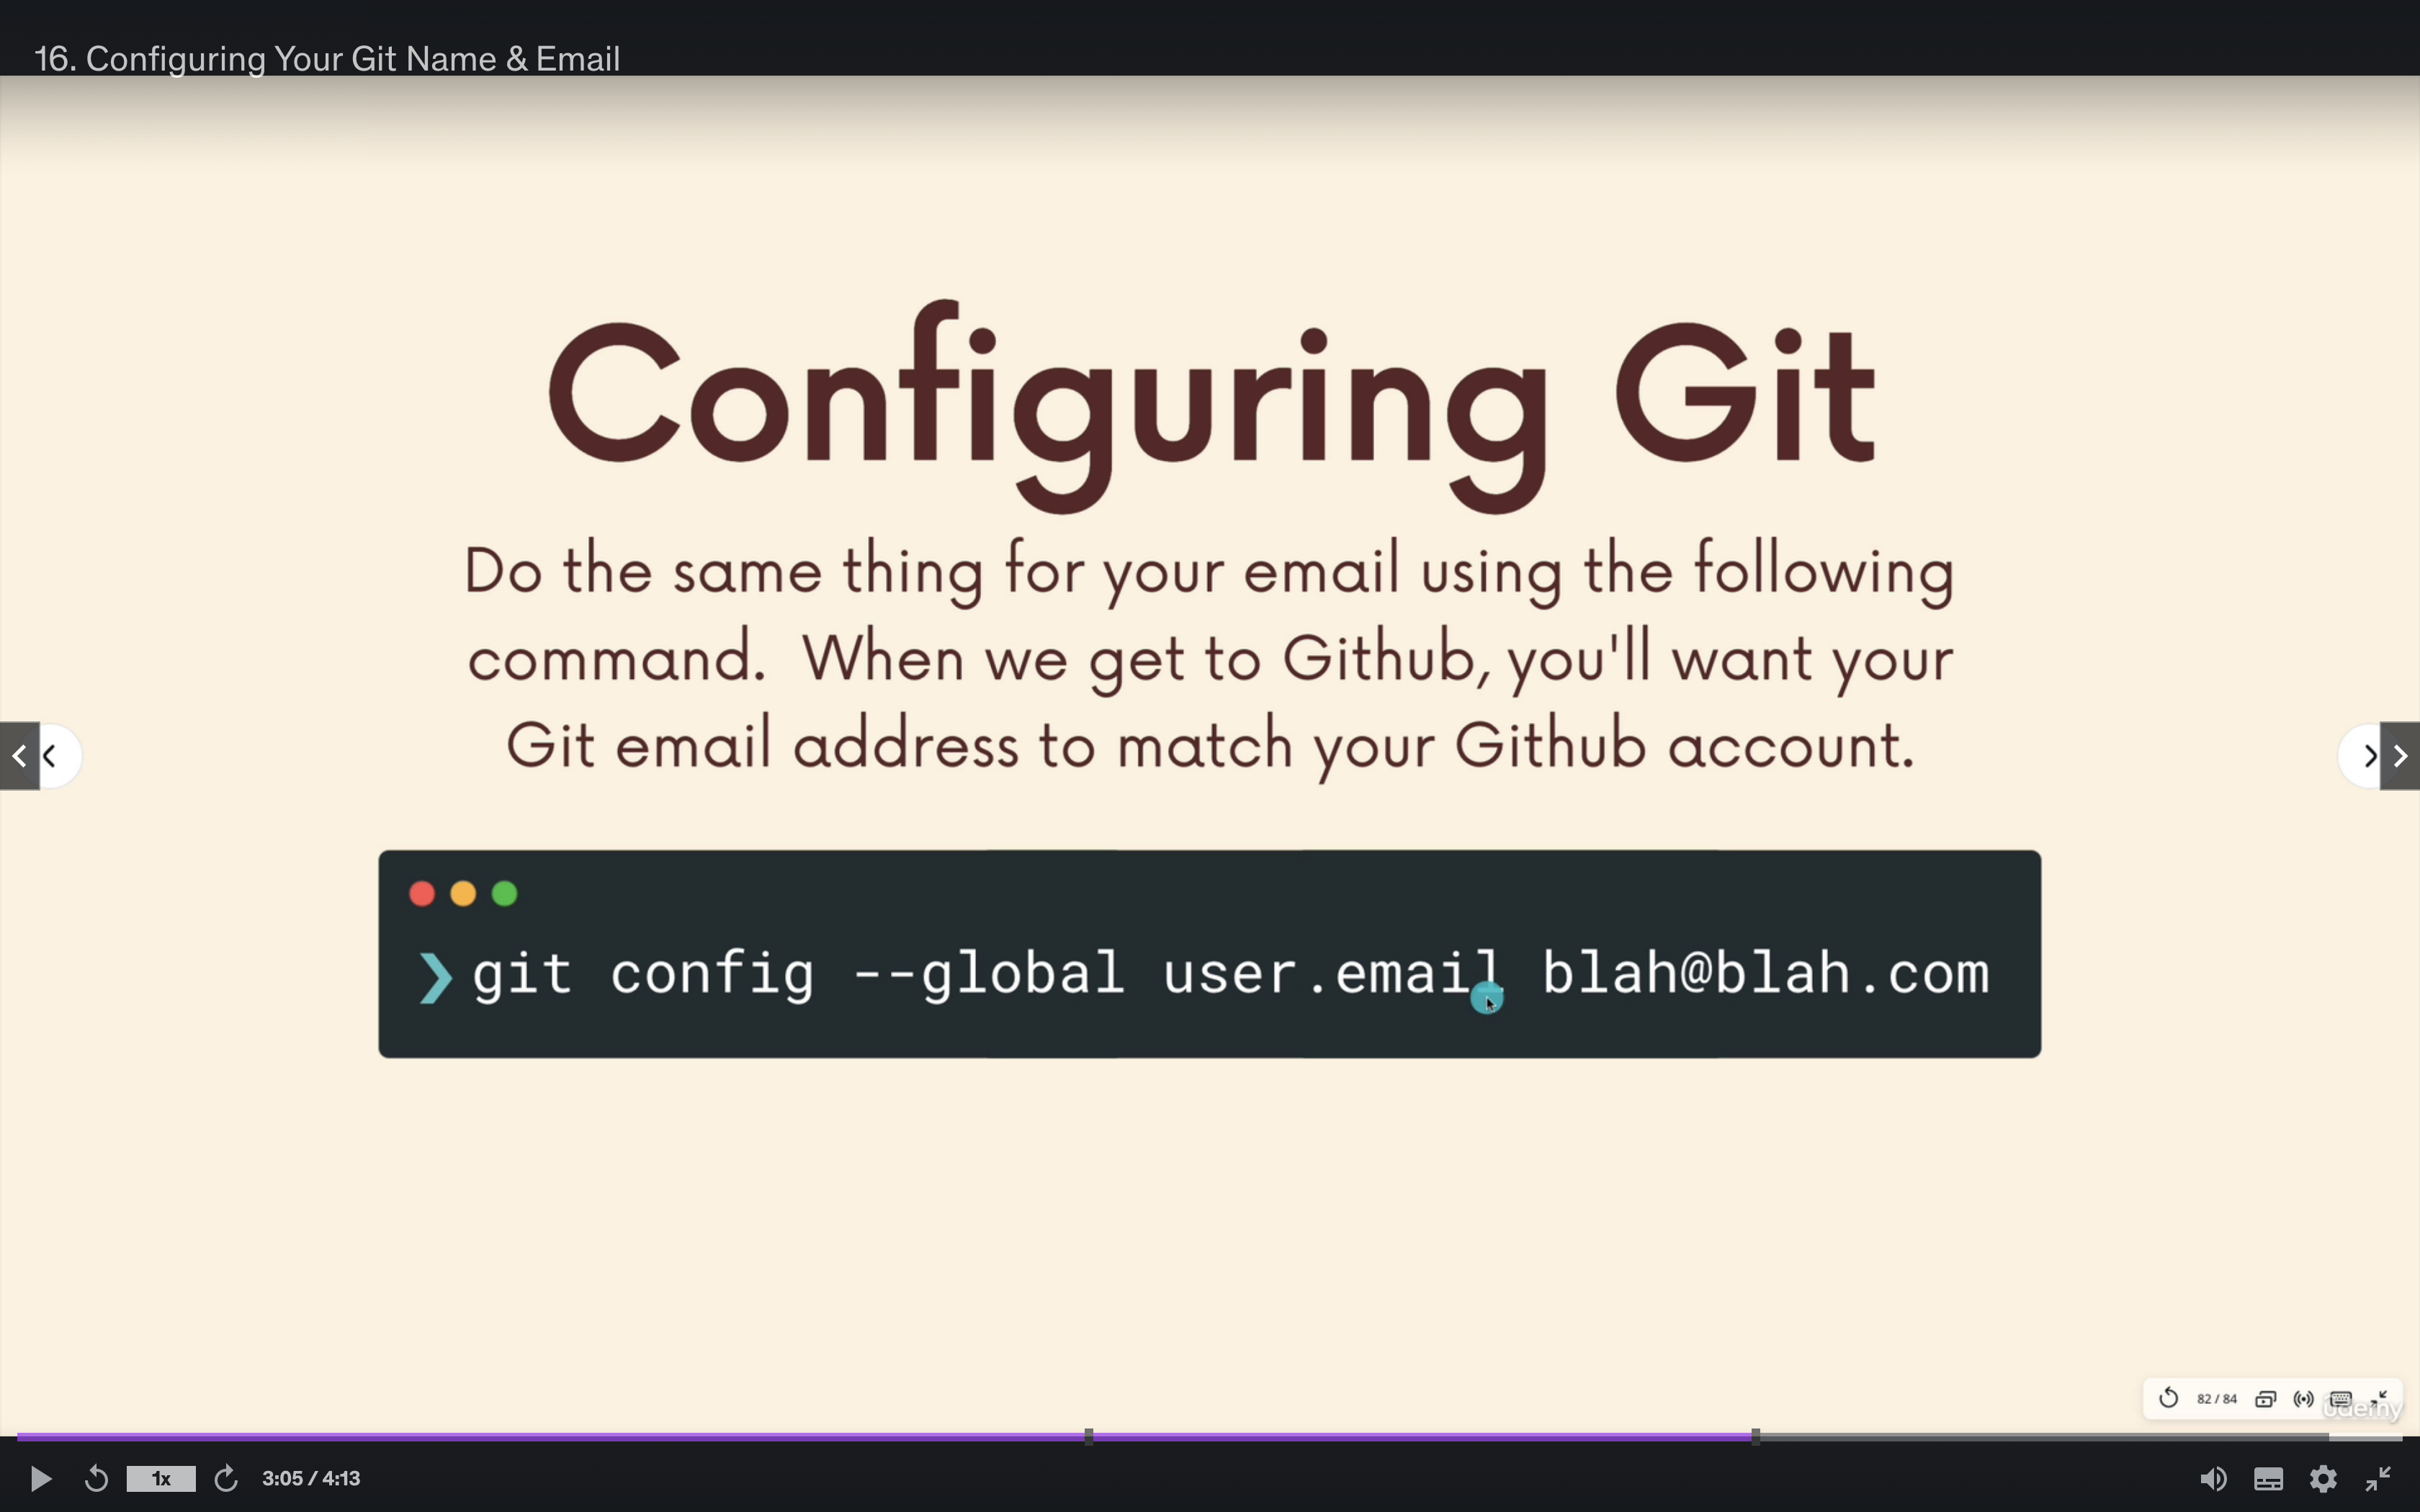 16. Configuring Your Git Name & Email
Configuring Git
Do the same thing for your email using the following
command. When we get to Github, you'll want your
Git email address to match your Github account.
❯ git config --global user.email blah@blah.com
82 / 84
udemy
1x
3:05 / 4:13